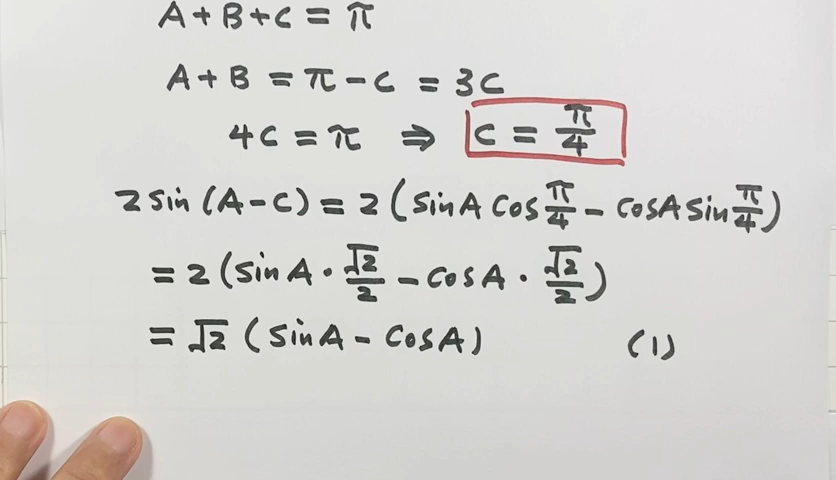 A+B+C = π
A+B = π-C = 3C
4C = π ⇒ C = π/4
2 sin (A-C) = 2 ( sin A cos π/4 - cos A sin π/4 )
= 2 ( sin A · √2/2 - cos A · √2/2 )
= √2 ( sin A - cos A ) (1)